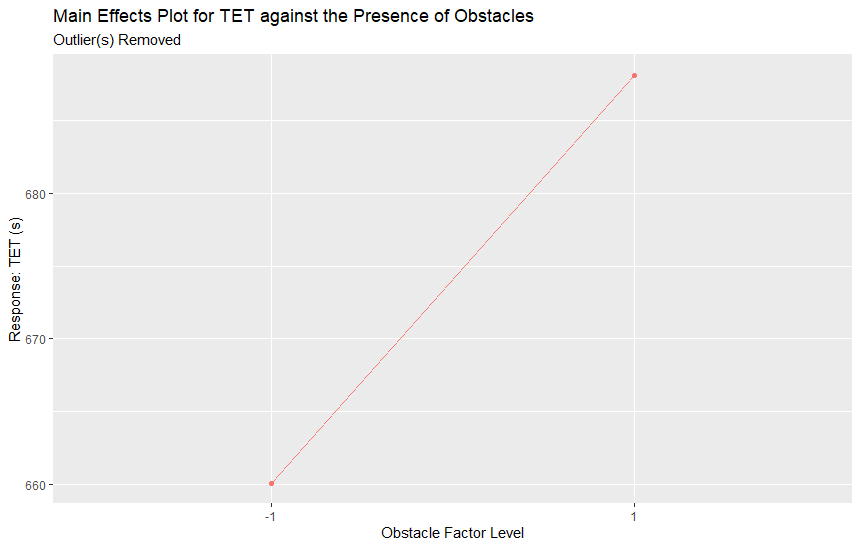 Main Effects Plot for TET against the Presence of Obstacles
Outlier(s) Removed
Response: TET (s)
680
670
660
-1
1
Obstacle Factor Level